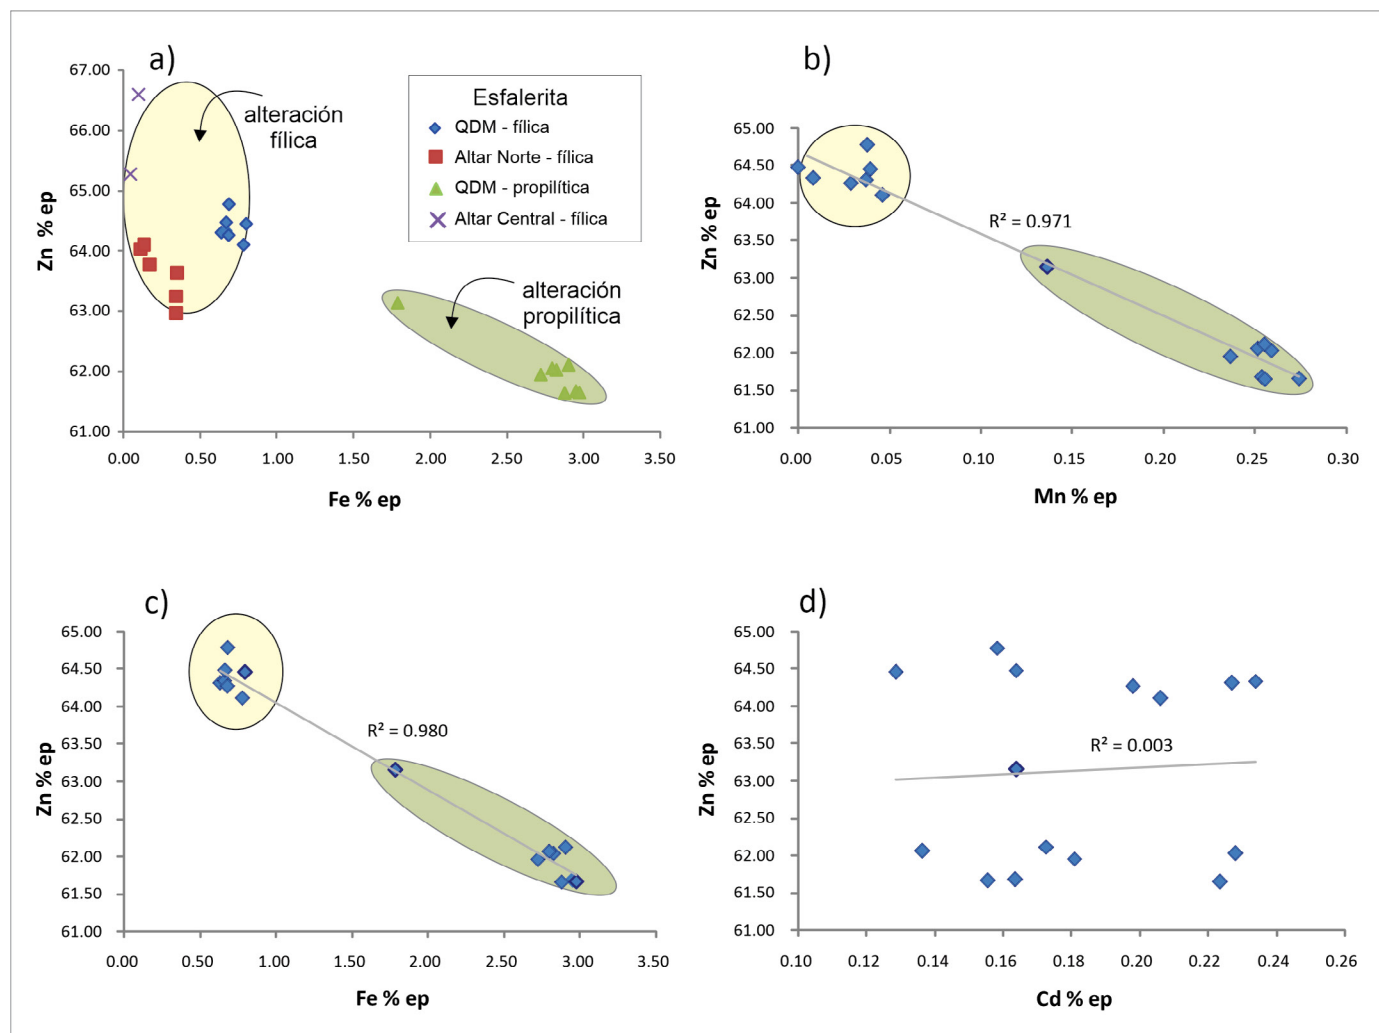 a)
67.00
66.00
65.00
64.00
63.00
62.00
61.00
0.00 0.50 1.00 1.50 2.00 2.50 3.00 3.50
Zn % ep
Fe % ep
alteración
fílica
Esfalerita
QDM - fílica
Altar Norte - fílica
QDM - propilítica
Altar Central - fílica
alteración
propilítica
b)
65.00
64.50
64.00
63.50
63.00
62.50
62.00
61.50
61.00
0.00 0.05 0.10 0.15 0.20 0.25 0.30
Zn % ep
Mn % ep
R² = 0.971
c)
65.00
64.50
64.00
63.50
63.00
62.50
62.00
61.50
61.00
0.00 0.50 1.00 1.50 2.00 2.50 3.00 3.50
Zn % ep
Fe % ep
R² = 0.980
d)
65.00
64.50
64.00
63.50
63.00
62.50
62.00
61.50
61.00
0.10 0.12 0.14 0.16 0.18 0.20 0.22 0.24 0.26
Zn % ep
Cd % ep
R² = 0.003